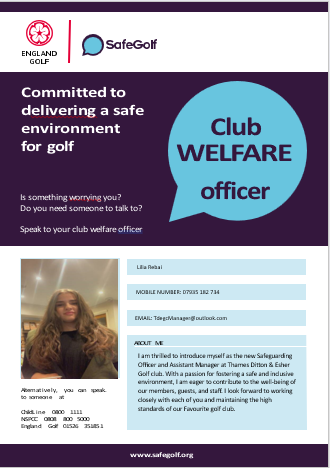 ENGLAND
GOLF
SafeGolf
Committed to
delivering a safe
environment
for golf
Club
WELFARE
officer
Is something worrying you?
Do you need someone to talk to?
Speak to your club welfare officer
Lilla Rebai
MOBILE NUMBER: 07935 182 734
EMAIL: TdegcManager@outlook.com
ABOUT ME
I am thrilled to introduce myself as the new Safeguarding
Officer and Assistant Manager at Thames Ditton & Esher
Golf club. With a passion for fostering a safe and inclusive
environment, I am eager to contribute to the well-being of
our members, guests, and staff. I look forward to working
closely with each of you and maintaining the high
standards of our Favourite golf club.
Alternatively, you can speak
to someone at
ChildLine 0800 1111
NSPCC 0808 800 5000
England Golf 01526 351851
www.safegolf.org